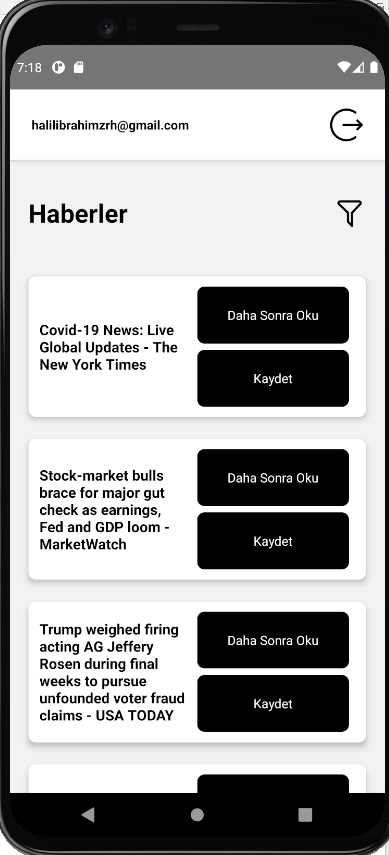 7:18
halilibrahimzrh@gmail.com
Haberler
Covid-19 News: Live
Global Updates - The
New York Times
Daha Sonra Oku
Kaydet
Stock-market bulls
brace for major gut
check as earnings,
Fed and GDP loom -
MarketWatch
Daha Sonra Oku
Kaydet
Trump weighed firing
acting AG Jeffery
Rosen during final
weeks to pursue
unfounded voter fraud
claims - USA TODAY
Daha Sonra Oku
Kaydet